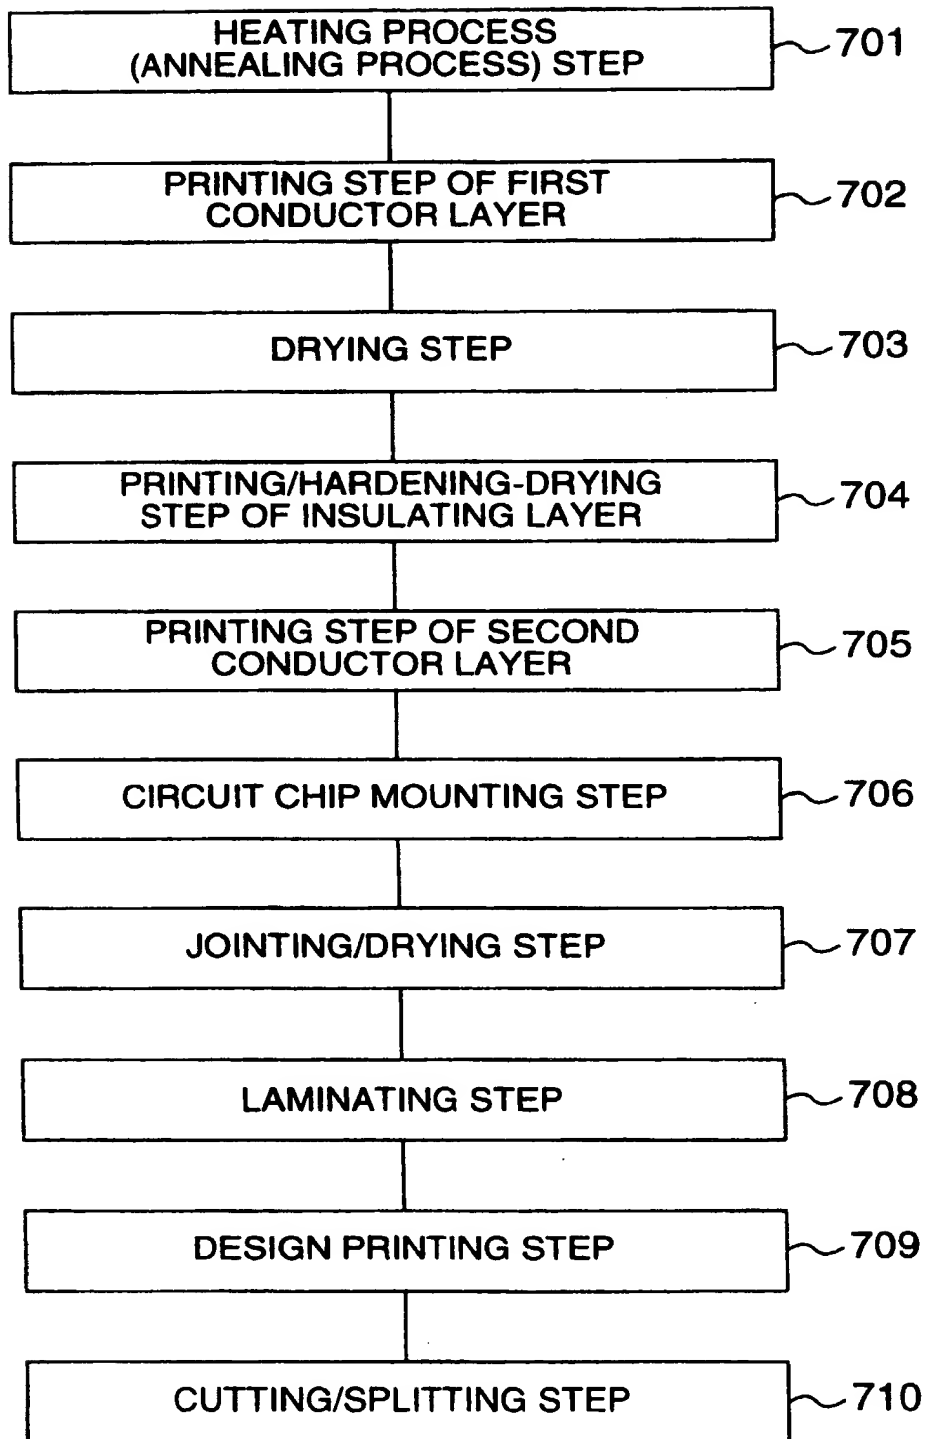 HEATING PROCESS
(ANNEALING PROCESS) STEP
701
PRINTING STEP OF FIRST
CONDUCTOR LAYER
702
DRYING STEP
703
PRINTING/HARDENING-DRYING
STEP OF INSULATING LAYER
704
PRINTING STEP OF SECOND
CONDUCTOR LAYER
705
CIRCUIT CHIP MOUNTING STEP
706
JOINTING/DRYING STEP
707
LAMINATING STEP
708
DESIGN PRINTING STEP
709
CUTTING/SPLITTING STEP
710